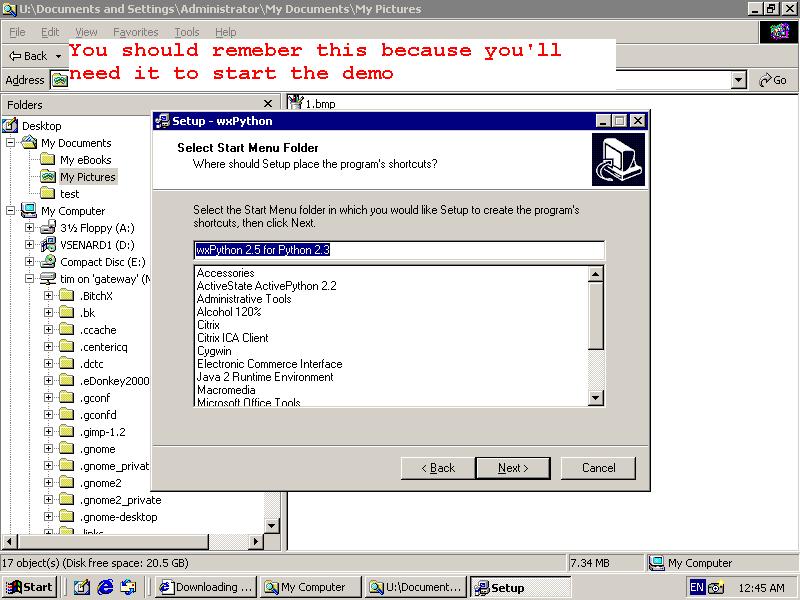 U:\Documents and Settings\Administrator\My Documents\My Pictures
File Edit View Favorites Tools Help
Back
You should remeber this because you'll
need it to start the demo
Address
Go
Folders
1.bmp
Desktop
My Documents
My eBooks
My Pictures
test
My Computer
3½ Floppy (A:)
VSENARD1 (D:)
Compact Disc (E:)
tim on 'gateway'
.BitchX
.bk
.ccache
.centericq
.dctc
.eDonkey2000
.gconf
.gconfd
.gimp-1.2
.gnome
.gnome_privat
.gnome2
.gnome2_private
.gnome-desktop
.links
Setup - wxPython
Select Start Menu Folder
Where should Setup place the program's shortcuts?
Select the Start Menu folder in which you would like Setup to create the program's
shortcuts, then click Next.
wxPython 2.5 for Python 2.3
Accessories
ActiveState ActivePython 2.2
Administrative Tools
Alcohol 120%
Citrix
Citrix ICA Client
Cygwin
Electronic Commerce Interface
Java 2 Runtime Environment
Macromedia
Microsoft Office Tools
< Back Next > Cancel
17 object(s) (Disk free space: 20.5 GB) 7.34 MB My Computer
Start Downloading ... My Computer U:\Document... Setup EN 12:45 AM